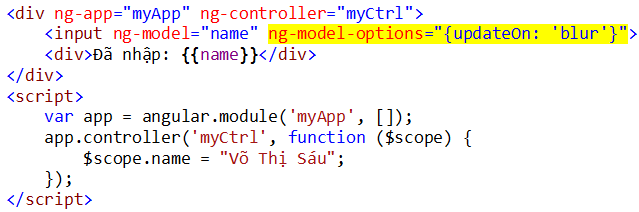 <div ng-app="myApp" ng-controller="myCtrl">
    <input ng-model="name" ng-model-options="{updateOn: 'blur'}">
    <div>Đã nhập: {{name}}</div>
</div>
<script>
    var app = angular.module('myApp', []);
    app.controller('myCtrl', function ($scope) {
        $scope.name = "Võ Thị Sáu";
    });
</script>